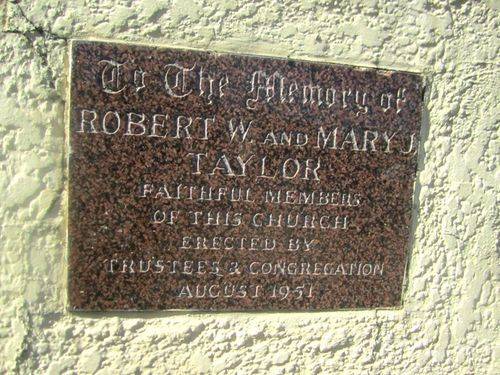 To The Memory of
ROBERT W. AND MARY J
TAYLOR
FAITHFUL MEMBERS
OF THIS CHURCH
ERECTED BY
TRUSTEES & CONGREGATION
AUGUST 1951